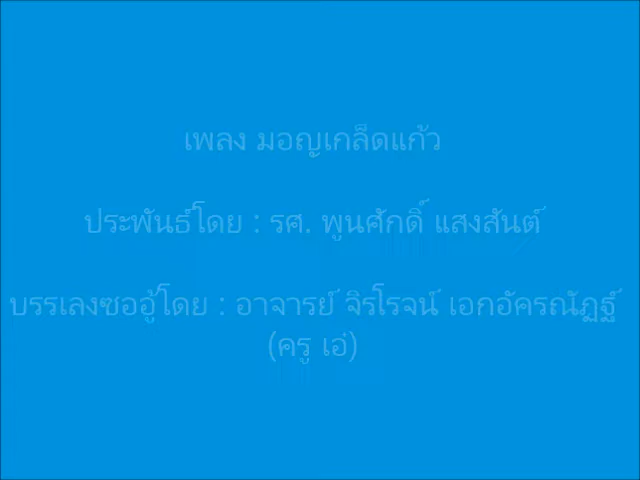 เพลง มอญเกล็ดแก้ว
ประพันธ์โดย : รศ. พูนศักดิ์ แสงสันต์
บรรเลงซออู้โดย : อาจารย์ จิรโรจน์ เอกอัครณัฏฐ์
(ครู เอ๋)